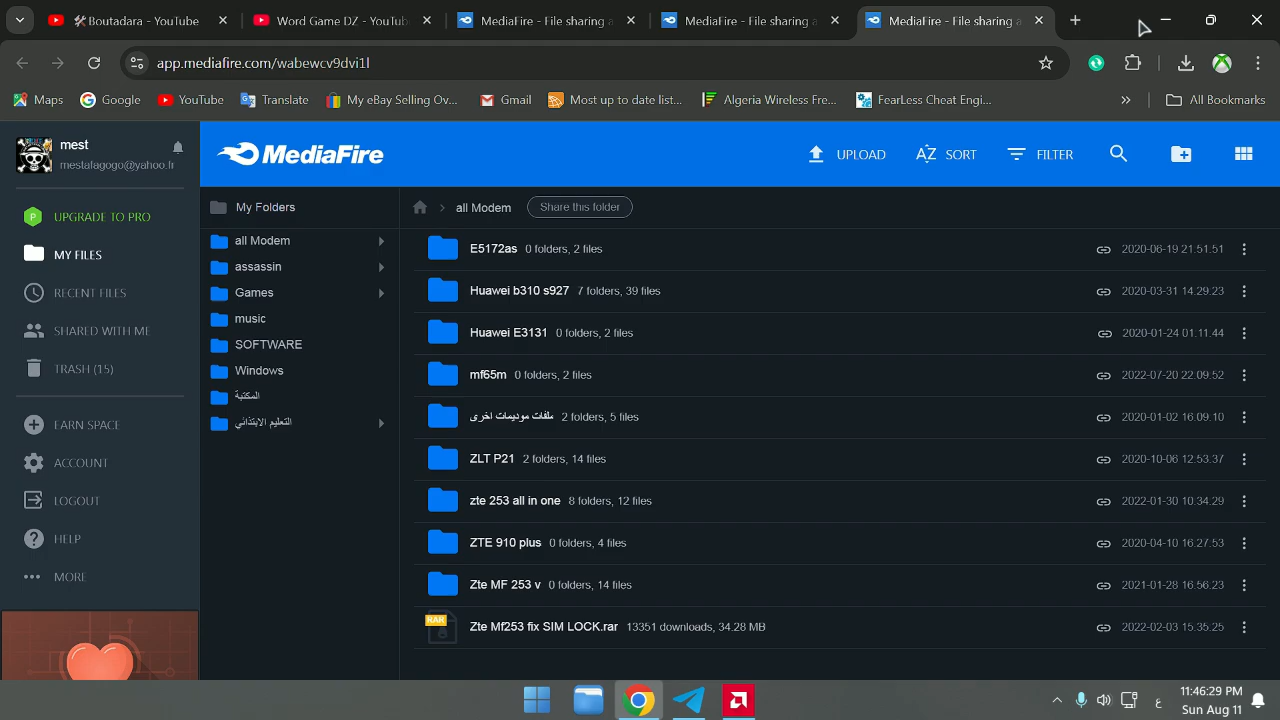 🛠 Boutadara - YouTube
Word Game DZ - YouTub
MediaFire - File sharing a
MediaFire - File sharing a
MediaFire - File sharing a
app.mediafire.com/wabewcv9dvi1l
Maps
Google
YouTube
Translate
My eBay Selling Ov...
Gmail
Most up to date list...
Algeria Wireless Fre...
FearLess Cheat Engi...
»
All Bookmarks
mest
mestafagogo@yahoo.fr
UPGRADE TO PRO
MY FILES
RECENT FILES
SHARED WITH ME
TRASH (15)
EARN SPACE
ACCOUNT
LOGOUT
HELP
MORE
MediaFire
UPLOAD
SORT
FILTER
My Folders
all Modem
assassin
Games
music
SOFTWARE
Windows
المكتبة
التعليم الابتدائي
all Modem
Share this folder
E5172as 0 folders, 2 files 2020-06-19 21.51.51
Huawei b310 s927 7 folders, 39 files 2020-03-31 14.29.23
Huawei E3131 0 folders, 2 files 2020-01-24 01.11.44
mf65m 0 folders, 2 files 2022-07-20 22.09.52
ملفات موديمات اخرى 2 folders, 5 files 2020-01-02 16.09.10
ZLT P21 2 folders, 14 files 2020-10-06 12.53.37
zte 253 all in one 8 folders, 12 files 2022-01-30 10.34.29
ZTE 910 plus 0 folders, 4 files 2020-04-10 16.27.53
Zte MF 253 v 0 folders, 14 files 2021-01-28 16.56.23
RAR Zte Mf253 fix SIM LOCK.rar 13351 downloads, 34.28 MB 2022-02-03 15.35.25
ع
11:46:29 PM
Sun Aug 11